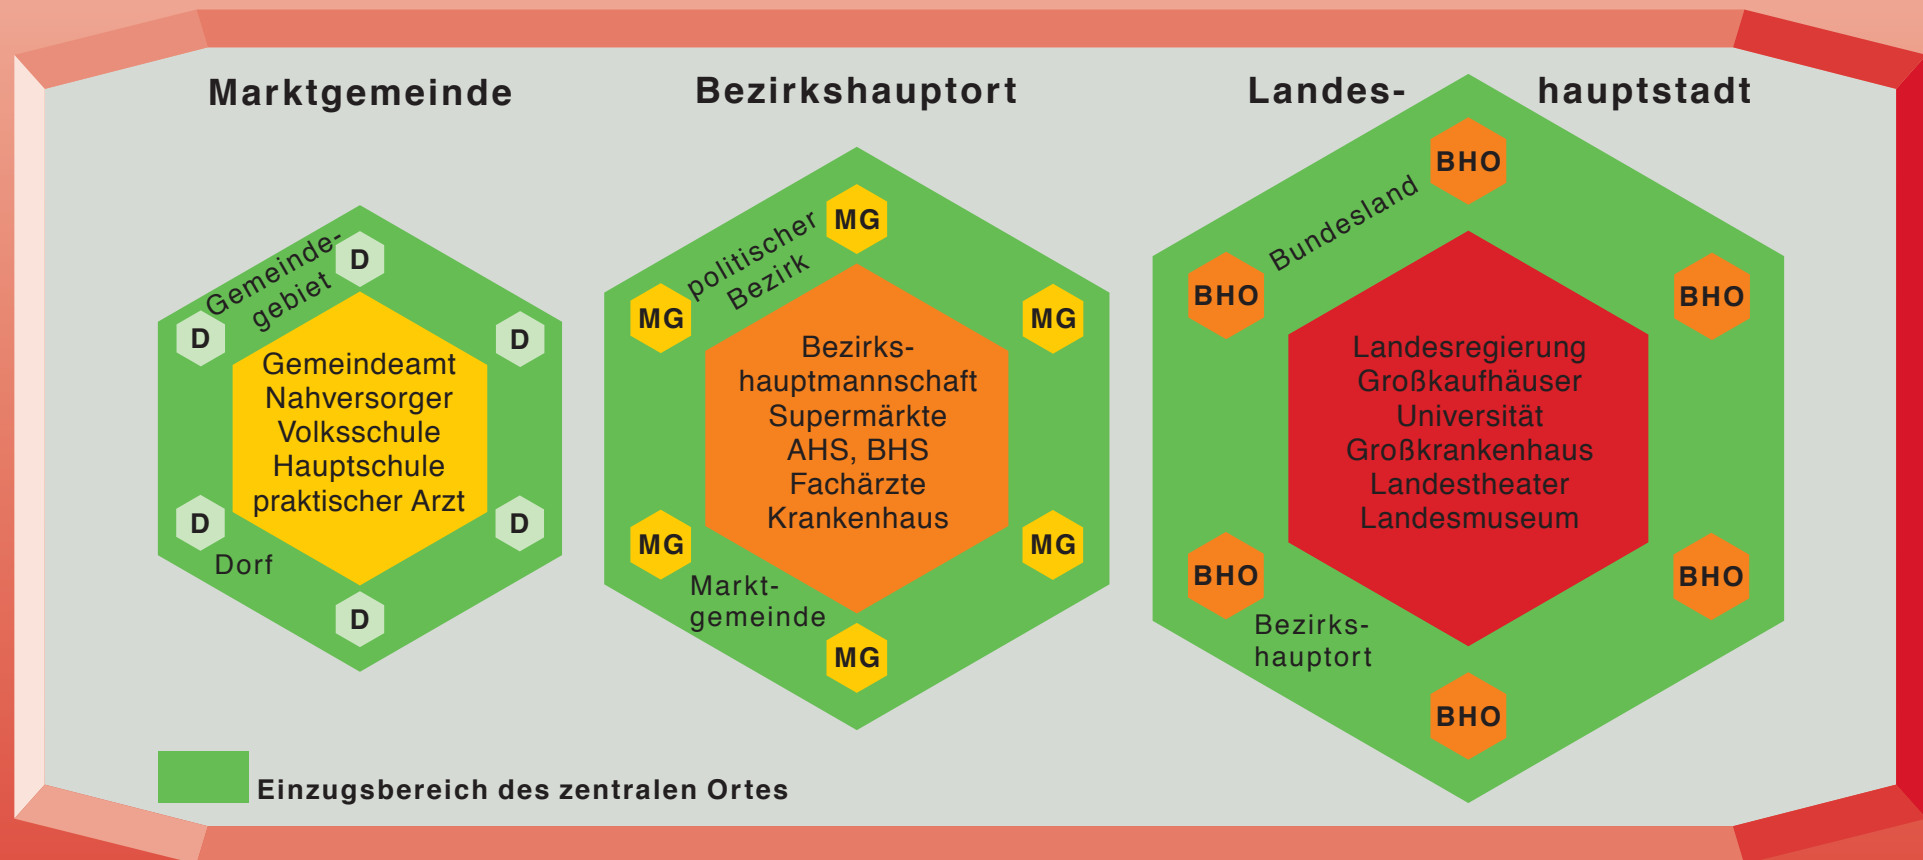 Marktgemeinde
Gemeinde-
gebiet
D
D
D
D
D
D
Gemeindeamt
Nahversorger
Volksschule
Hauptschule
praktischer Arzt
Dorf
Bezirkshauptort
politischer
Bezirk
MG
MG
MG
MG
MG
MG
Bezirks-
hauptmannschaft
Supermärkte
AHS, BHS
Fachärzte
Krankenhaus
Markt-
gemeinde
Landes- hauptstadt
Bundesland
BHO
BHO
BHO
BHO
BHO
BHO
Landesregierung
Großkaufhäuser
Universität
Großkrankenhaus
Landestheater
Landesmuseum
Bezirks-
hauptort
Einzugsbereich des zentralen Ortes